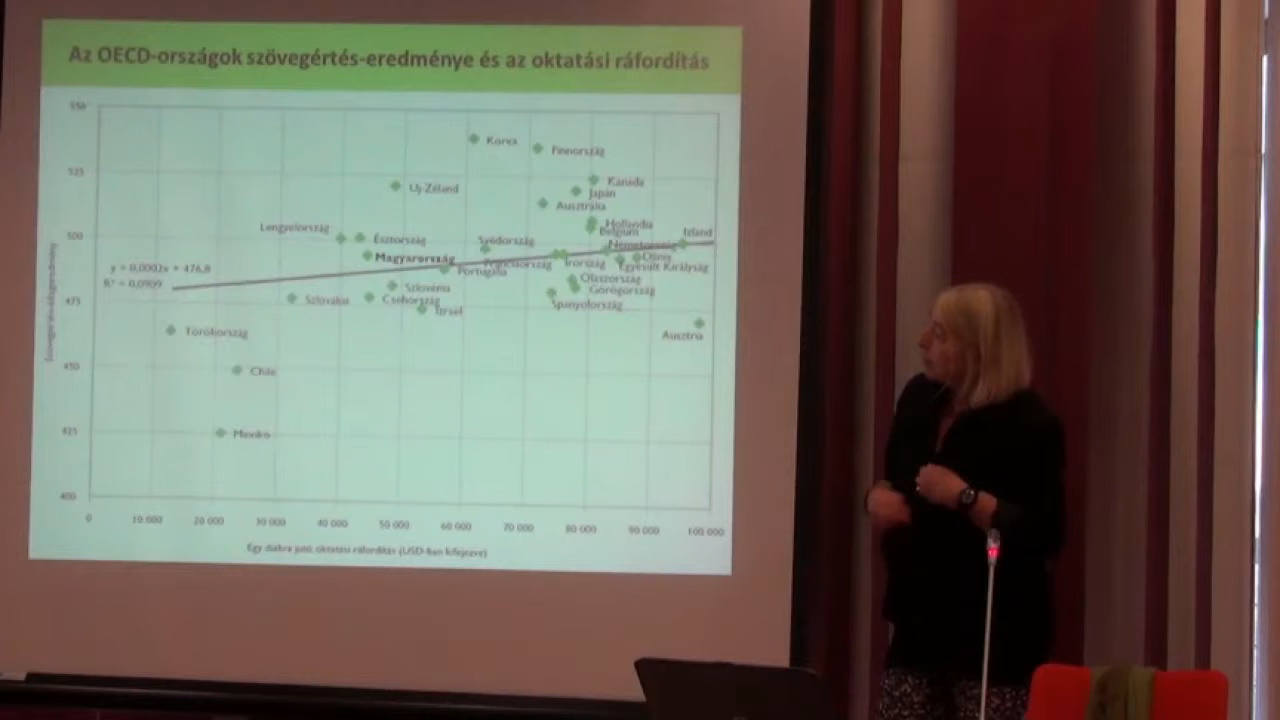 Az OECD-országok szövegértés-eredménye és az oktatási ráfordítás
550
525
500
475
450
425
400
Korea
Finnország
Kanada
Új-Zéland
Japán
Ausztrália
Hollandia
Belgium
Izland
Lengyelország
Észtország
Svédország
Németország
Magyarország
Franciaország
Írország
Dánia
Egyesült Királyság
y = 0,0002x + 476,8
R² = 0,0909
Portugália
Olaszország
Szlovénia
Görögország
Szlovákia
Csehország
Spanyolország
Izrael
Törökország
Ausztria
Chile
Mexikó
0
10 000
20 000
30 000
40 000
50 000
60 000
70 000
80 000
90 000
100 000
Egy diákra jutó oktatási ráfordítás (USD-ban kifejezve)